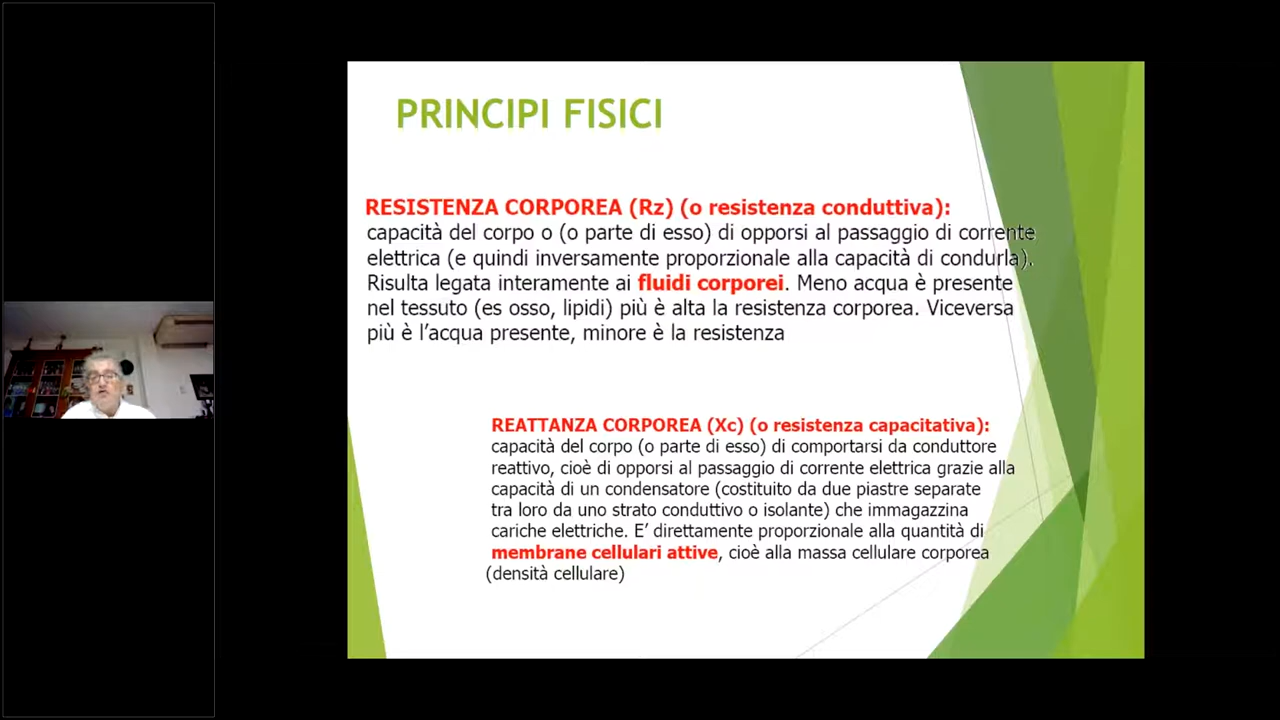 PRINCIPI FISICI
RESISTENZA CORPOREA (Rz) (o resistenza conduttiva):
capacità del corpo o (o parte di esso) di opporsi al passaggio di corrente
elettrica (e quindi inversamente proporzionale alla capacità di condurla).
Risulta legata interamente ai fluidi corporei. Meno acqua è presente
nel tessuto (es osso, lipidi) più è alta la resistenza corporea. Viceversa
più è l’acqua presente, minore è la resistenza
REATTANZA CORPOREA (Xc) (o resistenza capacitativa):
capacità del corpo (o parte di esso) di comportarsi da conduttore
reattivo, cioè di opporsi al passaggio di corrente elettrica grazie alla
capacità di un condensatore (costituito da due piastre separate
tra loro da uno strato conduttivo o isolante) che immagazzina
cariche elettriche. E’ direttamente proporzionale alla quantità di
membrane cellulari attive, cioè alla massa cellulare corporea
(densità cellulare)